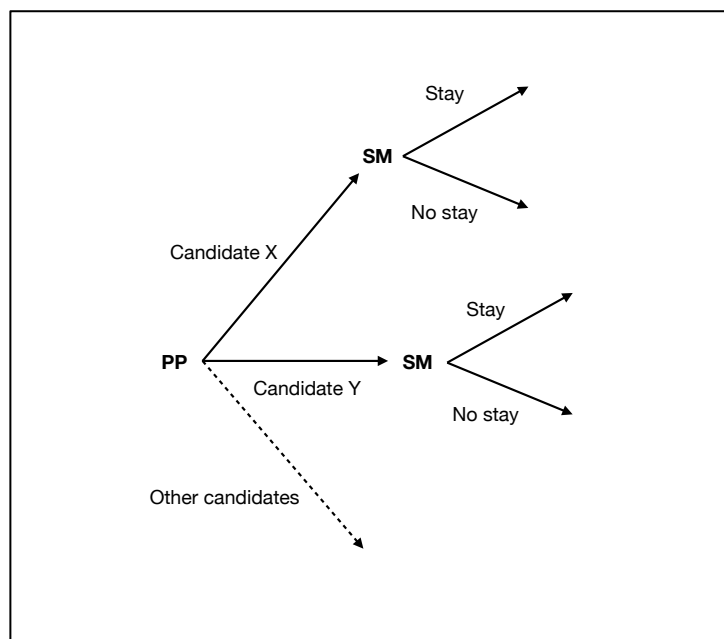 Stay
SM
No stay
Candidate X
Stay
PP
SM
Candidate Y
No stay
Other candidates